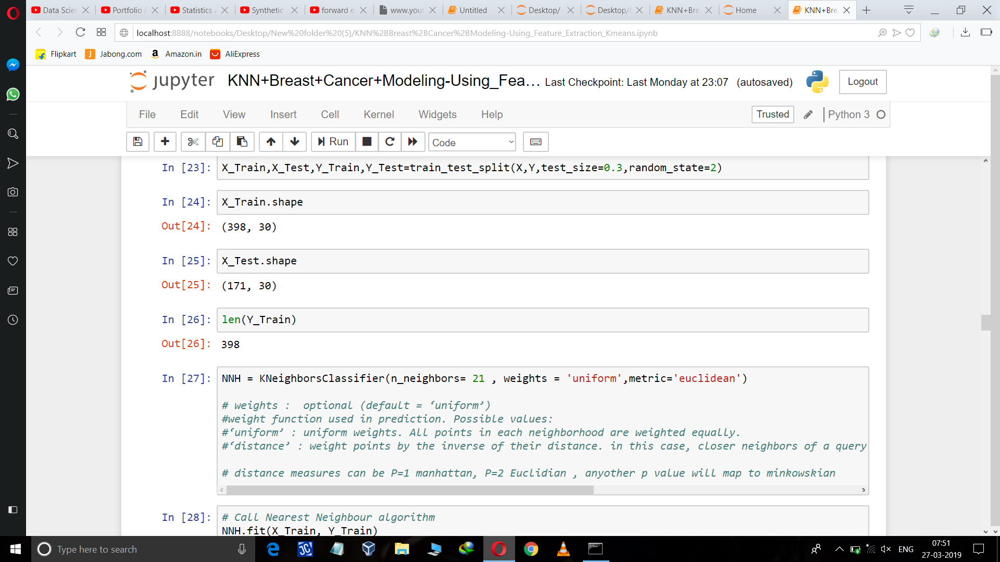 Data Scien
Portfolio A
Statistics a
Synthetic
forward e
www.yout
Untitled
Desktop/
Desktop/
KNN+Bre
Home
KNN+Bre
localhost:8888/notebooks/Desktop/New%20folder%20(5)/KNN%2BBreast%2BCancer%2BModeling-Using_Feature_Extraction_Kmeans.ipynb
Flipkart
J Jabong.com
a Amazon.in
AliExpress
jupyter KNN+Breast+Cancer+Modeling-Using_Fea... Last Checkpoint: Last Monday at 23:07 (autosaved)
Logout
File Edit View Insert Cell Kernel Widgets Help
Trusted
Python 3
Run
Code
In [23]: X_Train,X_Test,Y_Train,Y_Test=train_test_split(X,Y,test_size=0.3,random_state=2)
In [24]: X_Train.shape
Out[24]: (398, 30)
In [25]: X_Test.shape
Out[25]: (171, 30)
In [26]: len(Y_Train)
Out[26]: 398
In [27]: NNH = KNeighborsClassifier(n_neighbors= 21 , weights = 'uniform',metric='euclidean')
# weights :  optional (default = ‘uniform’)
#weight function used in prediction. Possible values:
#‘uniform’ : uniform weights. All points in each neighborhood are weighted equally.
#‘distance’ : weight points by the inverse of their distance. in this case, closer neighbors of a query
# distance measures can be P=1 manhattan, P=2 Euclidian , anyother p value will map to minkowskian
In [28]: # Call Nearest Neighbour algorithm
NNH.fit(X_Train, Y_Train)
Type here to search
JC
ENG
07:51
27-03-2019